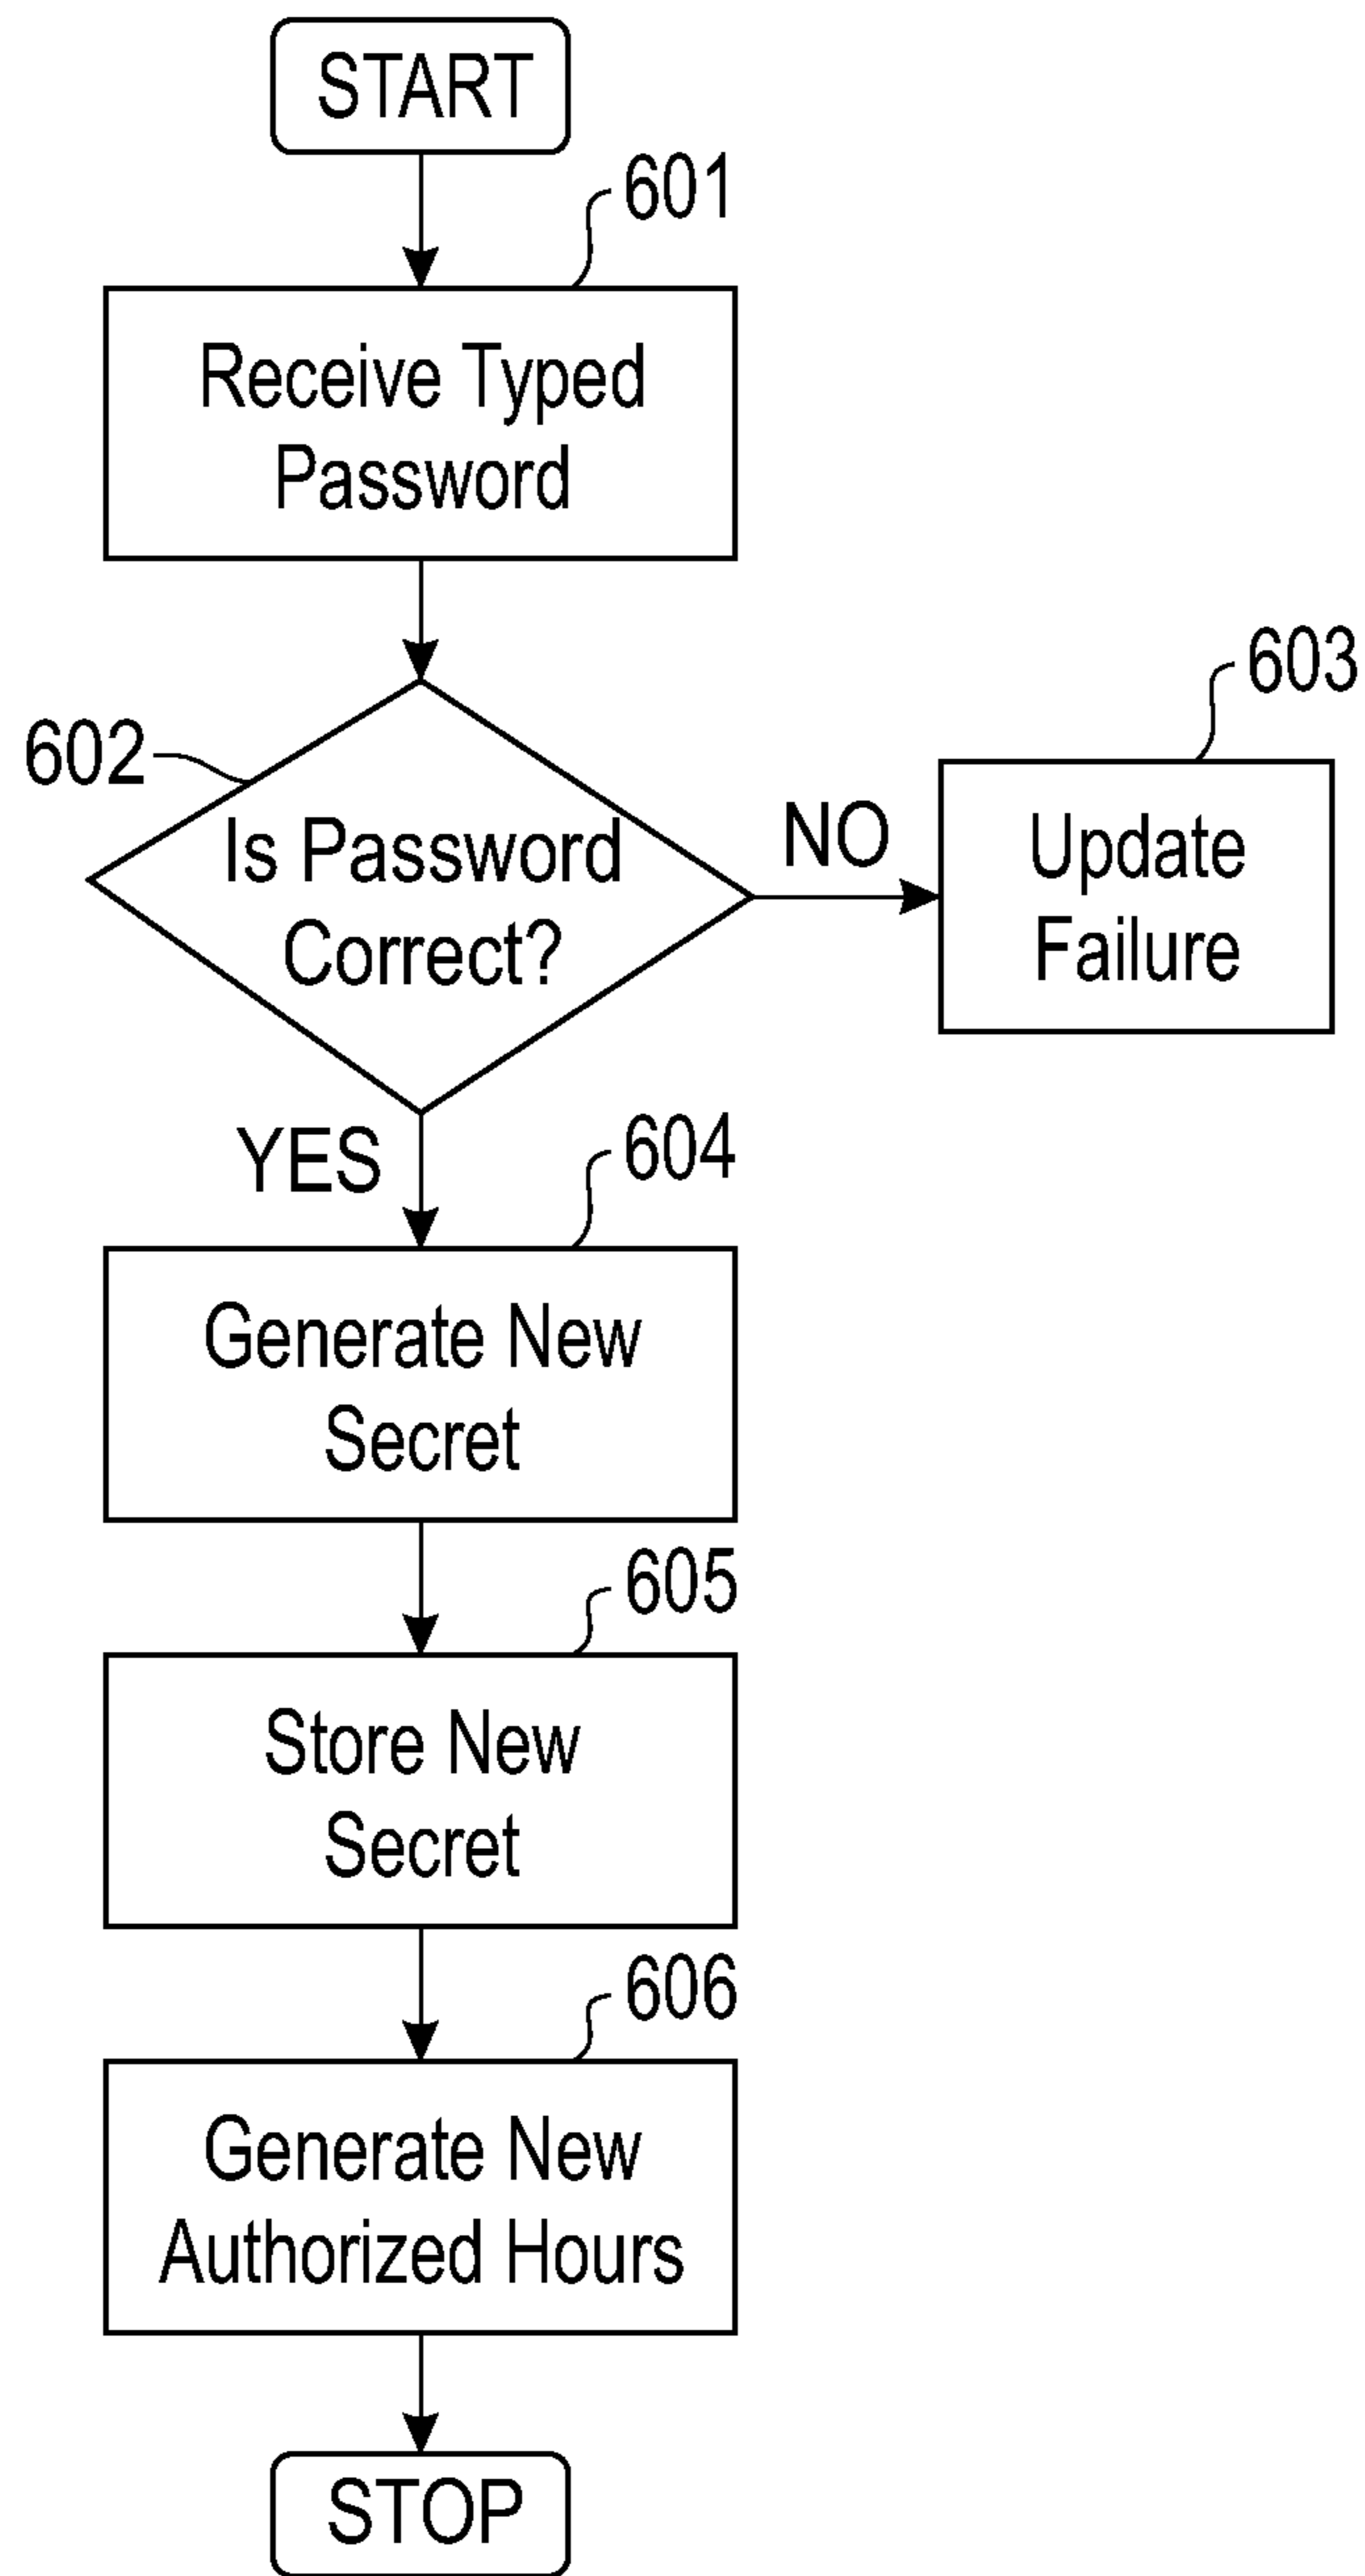 START
601
Receive Typed
Password
602
Is Password
Correct?
NO
603
Update
Failure
YES
604
Generate New
Secret
605
Store New
Secret
606
Generate New
Authorized Hours
STOP